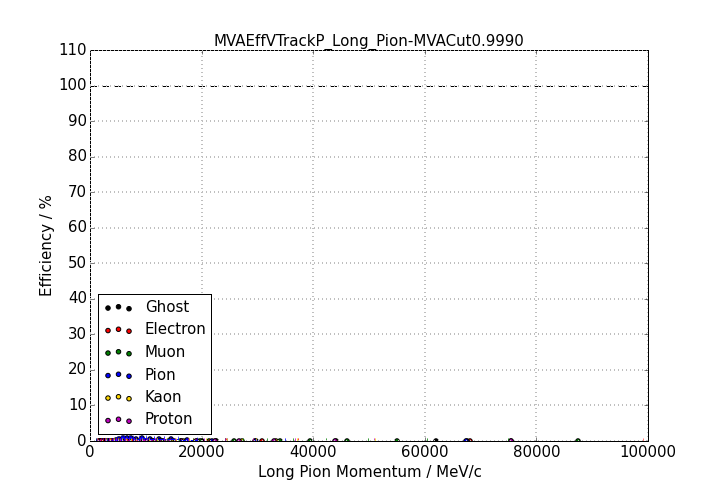 MVAEffVTrackP_Long_Pion-MVACut0.9990
110
100
90
80
70
60
50
40
30
20
10
0
Efficiency / %
Ghost
Electron
Muon
Pion
Kaon
Proton
0 20000 40000 60000 80000 100000
Long Pion Momentum / MeV/c